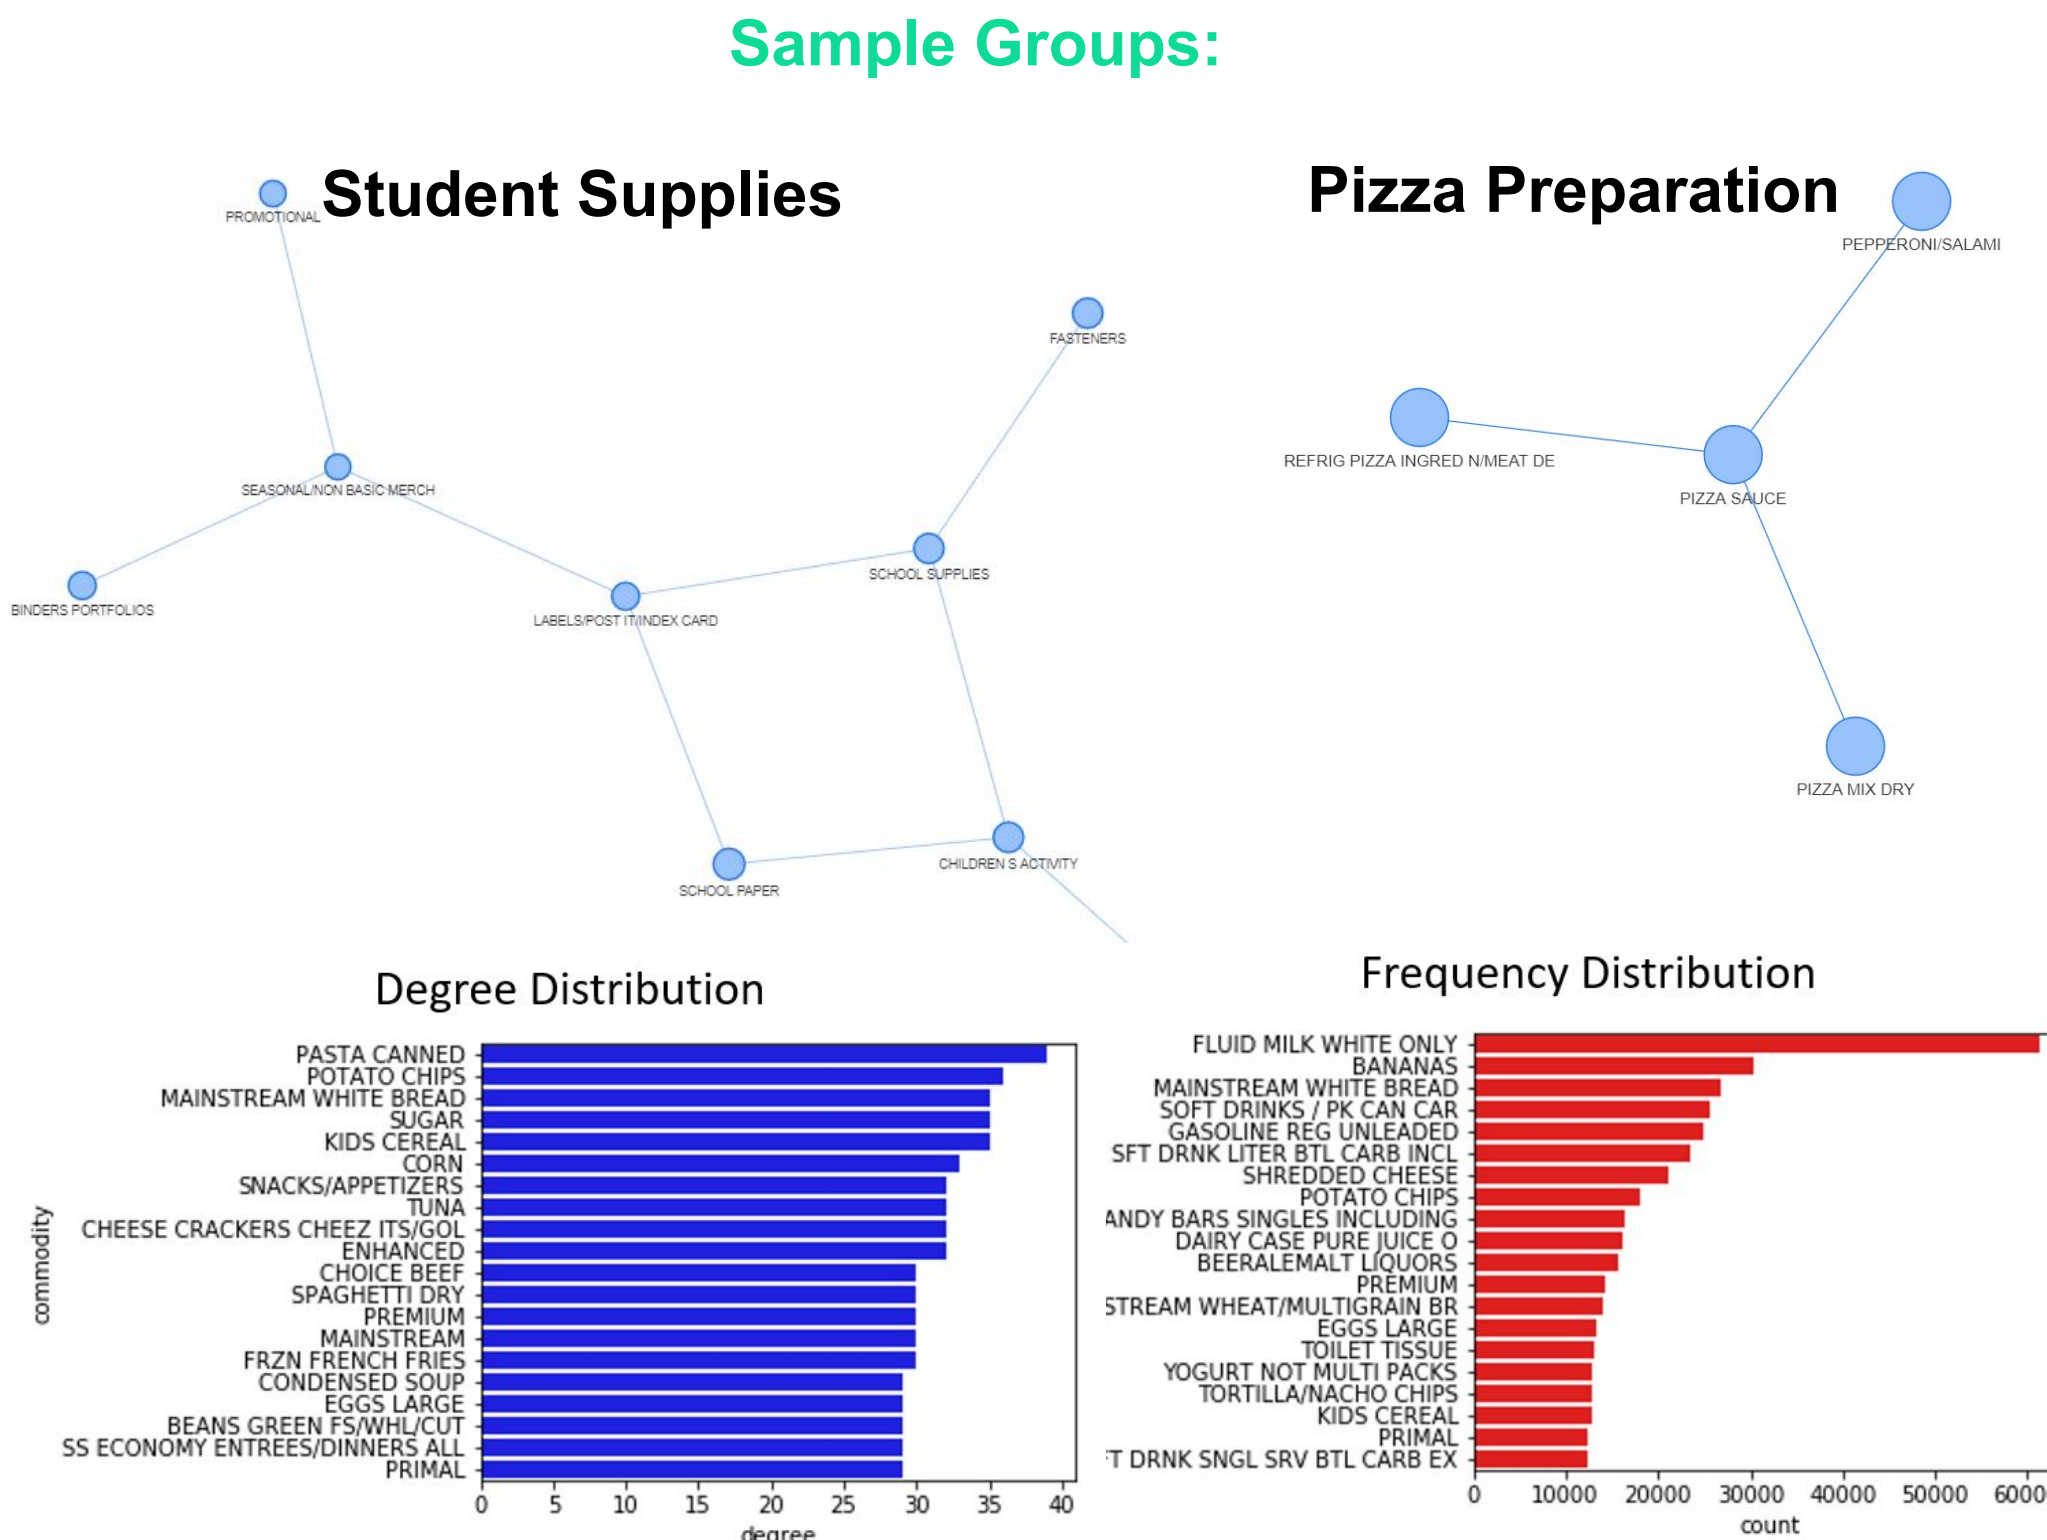 Sample Groups:
Student Supplies
PROMOTIONAL
FASTENERS
SEASONAL/NON BASIC MERCH
SCHOOL SUPPLIES
BINDERS PORTFOLIOS
LABELS/POST IT/INDEX CARD
CHILDREN S ACTIVITY
SCHOOL PAPER
Pizza Preparation
PEPPERONI/SALAMI
REFRIG PIZZA INGRED N/MEAT DE
PIZZA SAUCE
PIZZA MIX DRY
Degree Distribution
commodity
PASTA CANNED
POTATO CHIPS
MAINSTREAM WHITE BREAD
SUGAR
KIDS CEREAL
CORN
SNACKS/APPETIZERS
TUNA
CHEESE CRACKERS CHEEZ ITS/GOL
ENHANCED
CHOICE BEEF
SPAGHETTI DRY
PREMIUM
MAINSTREAM
FRZN FRENCH FRIES
CONDENSED SOUP
EGGS LARGE
BEANS GREEN FS/WHL/CUT
SS ECONOMY ENTREES/DINNERS ALL
PRIMAL
0 5 10 15 20 25 30 35 40
degree
Frequency Distribution
FLUID MILK WHITE ONLY
BANANAS
MAINSTREAM WHITE BREAD
SOFT DRINKS / PK CAN CAR
GASOLINE REG UNLEADED
SFT DRNK LITER BTL CARB INCL
SHREDDED CHEESE
POTATO CHIPS
ANDY BARS SINGLES INCLUDING
DAIRY CASE PURE JUICE O
BEERALEMALT LIQUORS
PREMIUM
STREAM WHEAT/MULTIGRAIN BR
EGGS LARGE
TOILET TISSUE
YOGURT NOT MULTI PACKS
TORTILLA/NACHO CHIPS
KIDS CEREAL
PRIMAL
T DRNK SNGL SRV BTL CARB EX
0 10000 20000 30000 40000 50000 6000
count